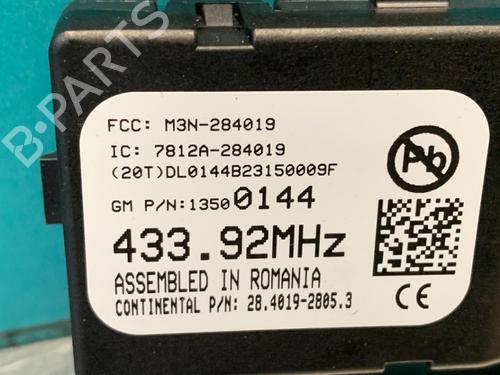 B-PARTS
FCC: M3N-284019
IC: 7812A-284019
(20T)DL0144B23150009F
GM P/N:13500144
433.92MHz
ASSEMBLED IN ROMANIA
CONTINENTAL P/N: 28.4019-2805.3
Pb
CE